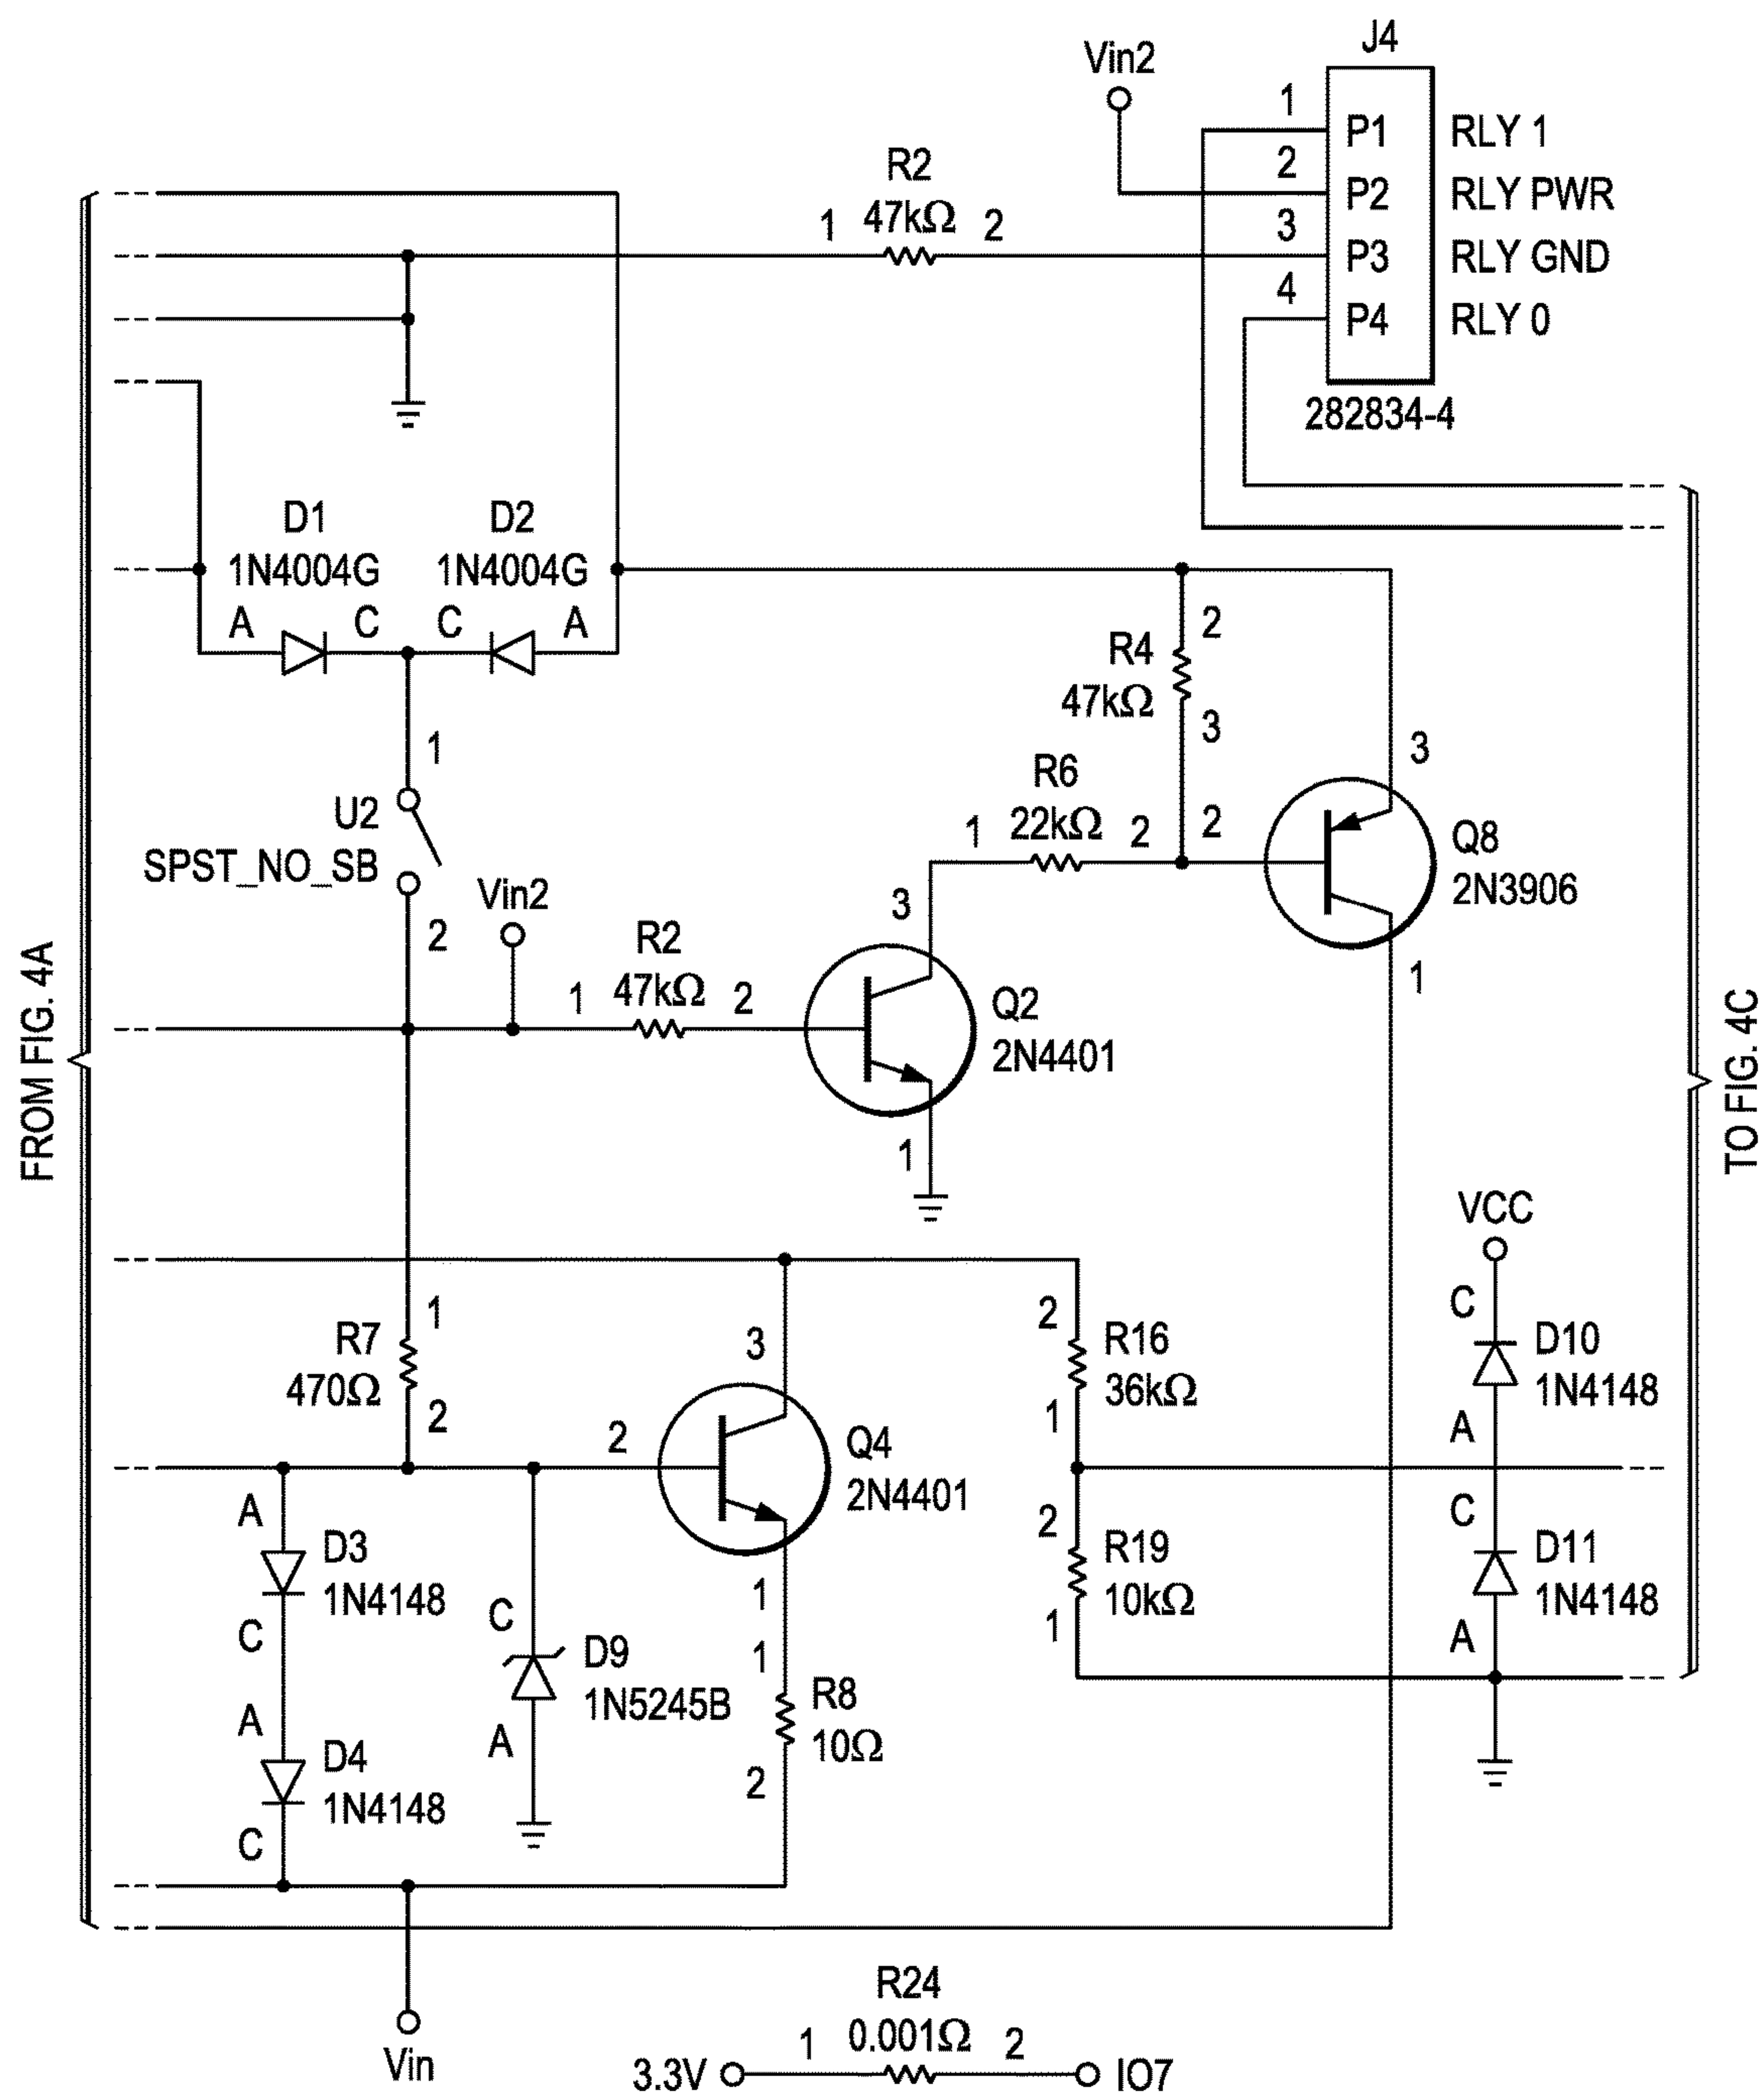 J4
Vin2
1
P1
RLY 1
2
P2
RLY PWR
R2
47kΩ
1
2
3
P3
RLY GND
4
P4
RLY 0
282834-4
D1
1N4004G
A
C
D2
1N4004G
C
A
2
R4
47kΩ
3
1
U2
SPST_NO_SB
2
R6
22kΩ
1
2
2
3
Q8
2N3906
1
Vin2
R2
47kΩ
1
2
3
Q2
2N4401
1
FROM FIG. 4A
TO FIG. 4C
VCC
C
D10
1N4148
A
1
R7
470Ω
2
3
2
Q4
2N4401
1
2
R16
36kΩ
1
2
R19
10kΩ
1
C
D11
1N4148
A
A
D3
1N4148
C
A
D4
1N4148
C
C
D9
1N5245B
A
1
R8
10Ω
2
Vin
R24
0.001Ω
3.3V
1
2
IO7